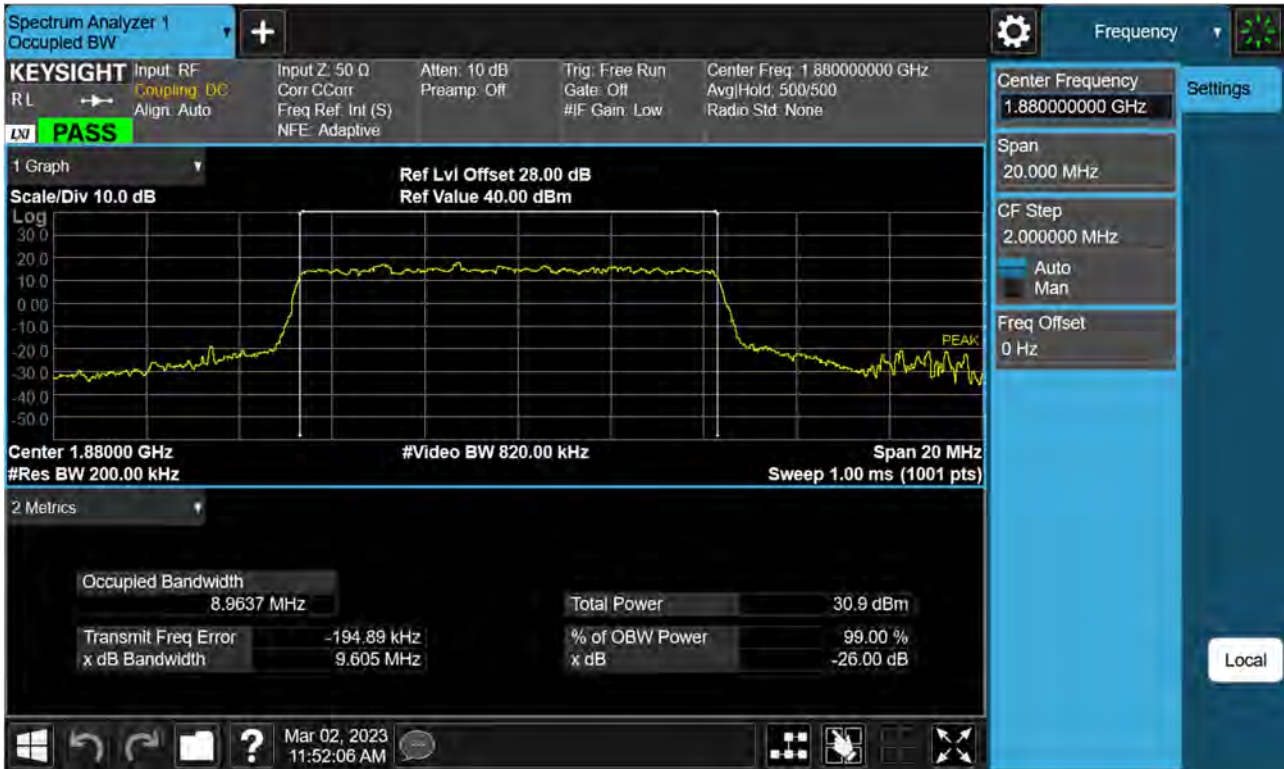 Spectrum Analyzer 1
Occupied BW
+
Frequency
KEYSIGHT
RL
LXI
PASS
Input: RF
Coupling: DC
Align: Auto
Input Z: 50 Ω
Corr CCorr
Freq Ref: Int (S)
NFE: Adaptive
Atten: 10 dB
Preamp: Off
Trig: Free Run
Gate: Off
#IF Gain: Low
Center Freq: 1.880000000 GHz
Avg|Hold: 500/500
Radio Std: None
Center Frequency
1.880000000 GHz
Settings
Span
20.000 MHz
CF Step
2.000000 MHz
Auto
Man
Freq Offset
0 Hz
Local
1 Graph
Scale/Div 10.0 dB
Ref Lvl Offset 28.00 dB
Ref Value 40.00 dBm
Log
30.0
20.0
10.0
0.00
-10.0
-20.0
-30.0
-40.0
-50.0
PEAK
Center 1.88000 GHz
#Video BW 820.00 kHz
Span 20 MHz
#Res BW 200.00 kHz
Sweep 1.00 ms (1001 pts)
2 Metrics
Occupied Bandwidth
8.9637 MHz
Total Power 30.9 dBm
Transmit Freq Error -194.89 kHz
% of OBW Power 99.00 %
x dB Bandwidth 9.605 MHz
x dB -26.00 dB
?
Mar 02, 2023
11:52:06 AM